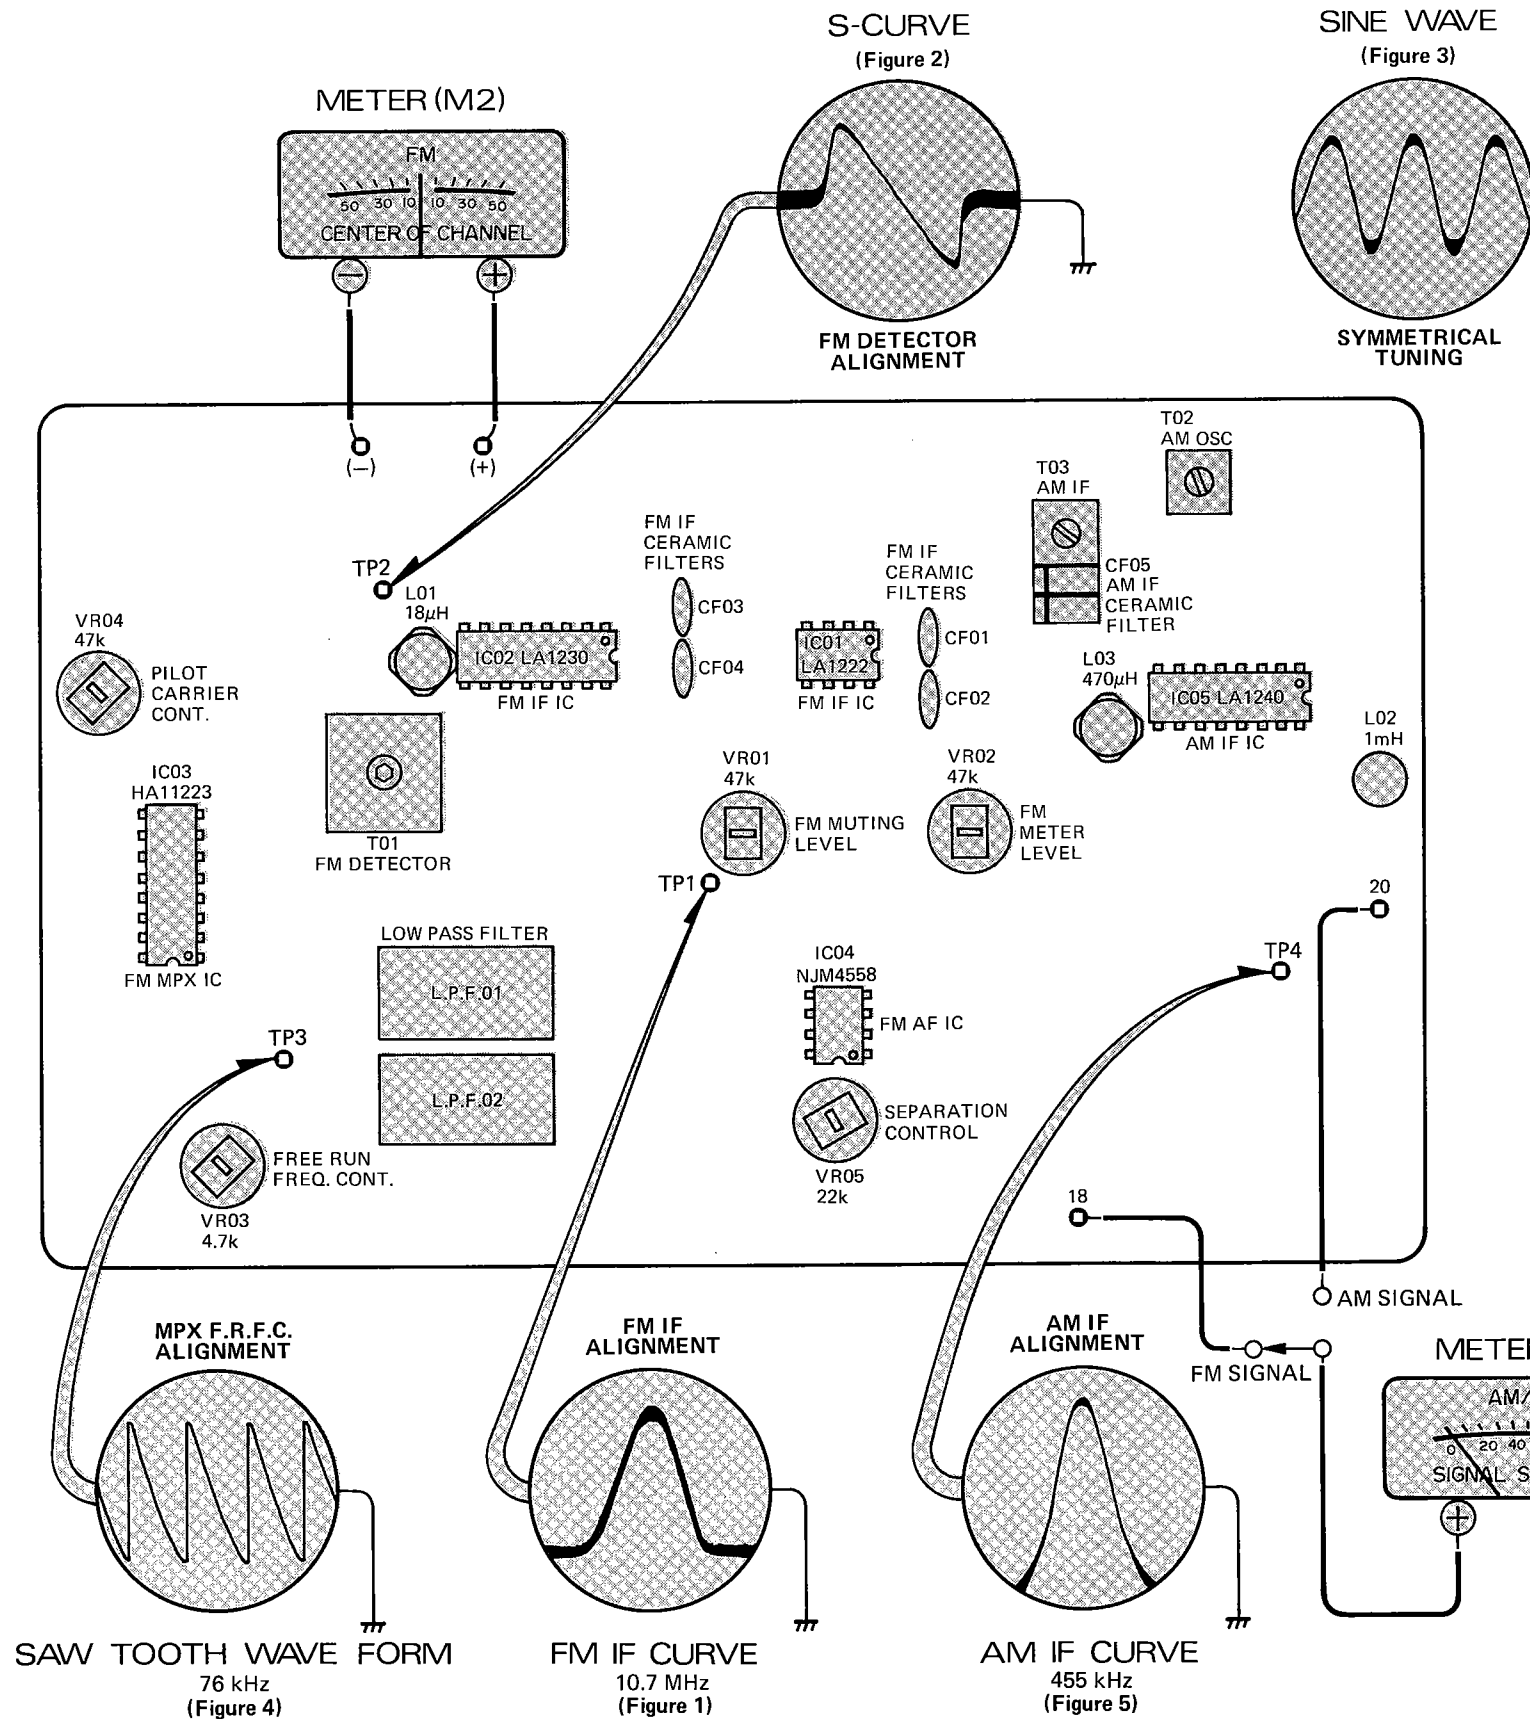 S-CURVE
(Figure 2)
SINE WAVE
(Figure 3)
METER (M2)
FM
50 30 10 10 30 50
CENTER OF CHANNEL
−
+
FM DETECTOR
ALIGNMENT
SYMMETRICAL
TUNING
(−)
(+)
T02
AM OSC
T03
AM IF
CF05
AM IF
CERAMIC
FILTER
FM IF
CERAMIC
FILTERS
CF03
CF04
FM IF
CERAMIC
FILTERS
CF01
CF02
TP2
L01
18μH
IC02 LA1230
FM IF IC
IC01
LA1222
FM IF IC
L03
470μH
IC05 LA1240
AM IF IC
L02
1mH
VR04
47k
PILOT
CARRIER
CONT.
IC03
HA11223
FM MPX IC
T01
FM DETECTOR
VR01
47k
FM MUTING
LEVEL
VR02
47k
FM
METER
LEVEL
TP1
20
TP4
LOW PASS FILTER
L.P.F.01
L.P.F.02
IC04
NJM4558
FM AF IC
TP3
SEPARATION
CONTROL
VR05
22k
FREE RUN
FREQ. CONT.
VR03
4.7k
18
AM SIGNAL
FM SIGNAL
MPX F.R.F.C.
ALIGNMENT
FM IF
ALIGNMENT
AM IF
ALIGNMENT
METE
AM/
0 20 40
SIGNAL S
+
SAW TOOTH WAVE FORM
76 kHz
(Figure 4)
FM IF CURVE
10.7 MHz
(Figure 1)
AM IF CURVE
455 kHz
(Figure 5)